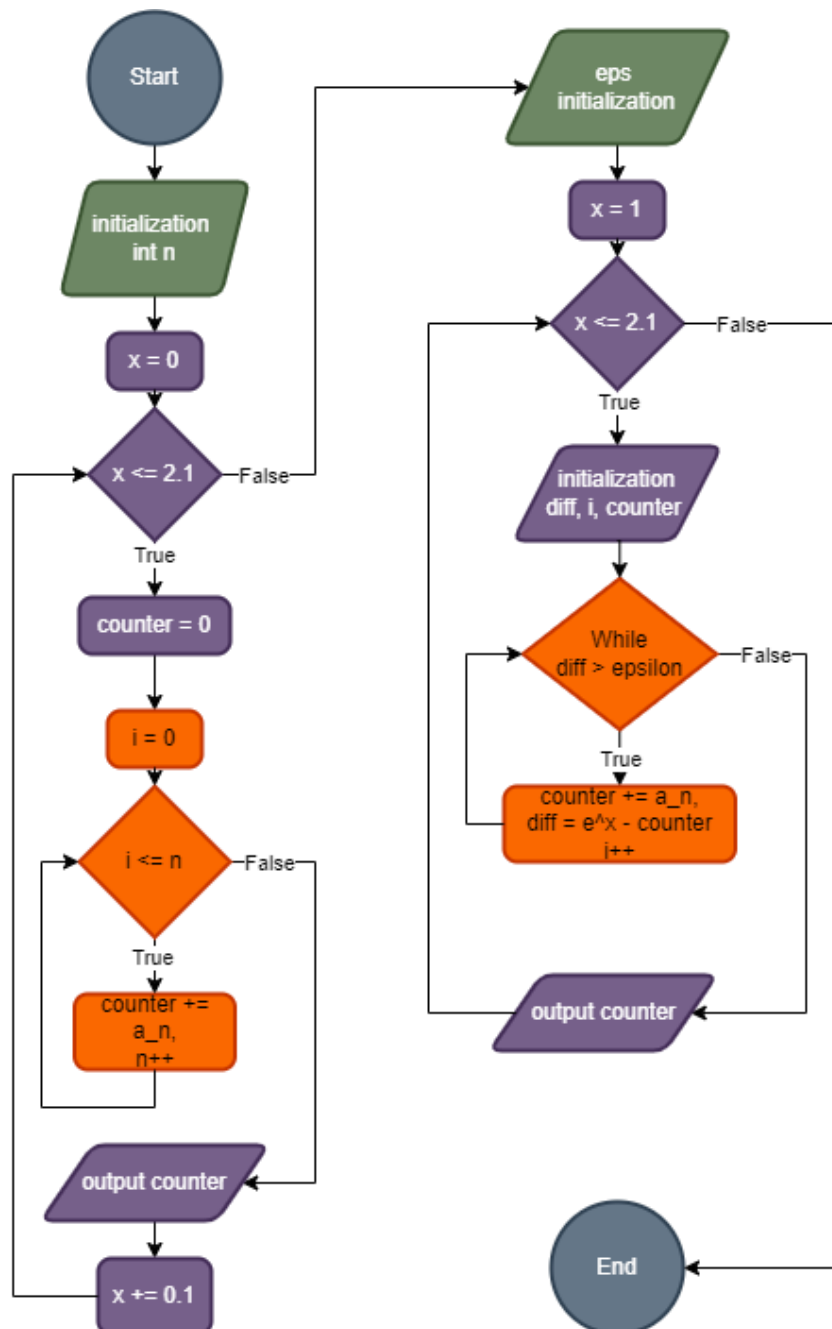 Start
initialization
int n
x = 0
x <= 2.1
False
True
counter = 0
i = 0
i <= n
False
True
counter +=
a_n,
n++
output counter
x += 0.1
eps
initialization
x = 1
x <= 2.1
False
True
initialization
diff, i, counter
While
diff > epsilon
False
True
counter += a_n,
diff = e^x - counter
i++
output counter
End